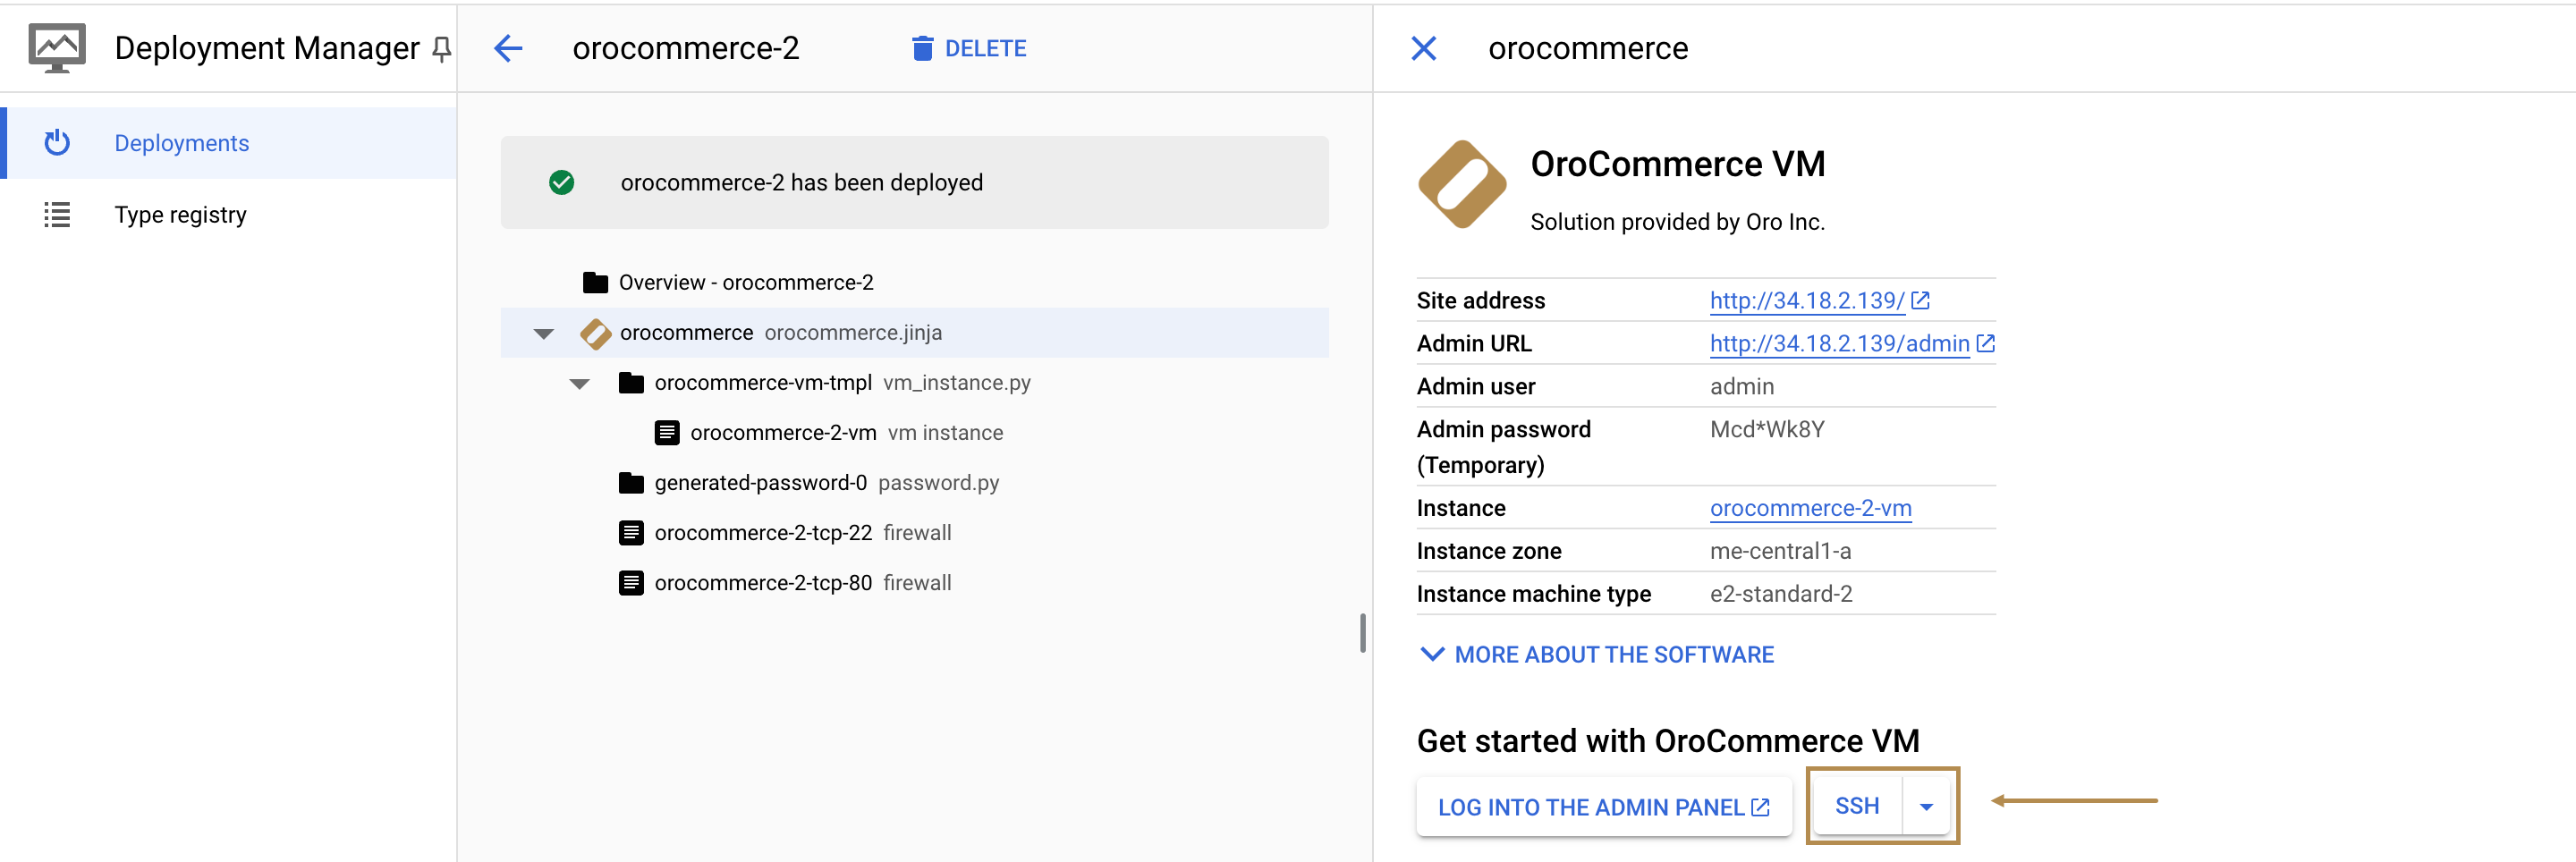 Deployment Manager
Deployments
Type registry
orocommerce-2
DELETE
orocommerce-2 has been deployed
Overview - orocommerce-2
orocommerce orocommerce.jinja
orocommerce-vm-tmpl vm_instance.py
orocommerce-2-vm vm instance
generated-password-0 password.py
orocommerce-2-tcp-22 firewall
orocommerce-2-tcp-80 firewall
orocommerce
OroCommerce VM
Solution provided by Oro Inc.
Site address http://34.18.2.139/
Admin URL http://34.18.2.139/admin
Admin user admin
Admin password Mcd*Wk8Y
(Temporary)
Instance orocommerce-2-vm
Instance zone me-central1-a
Instance machine type e2-standard-2
MORE ABOUT THE SOFTWARE
Get started with OroCommerce VM
LOG INTO THE ADMIN PANEL SSH